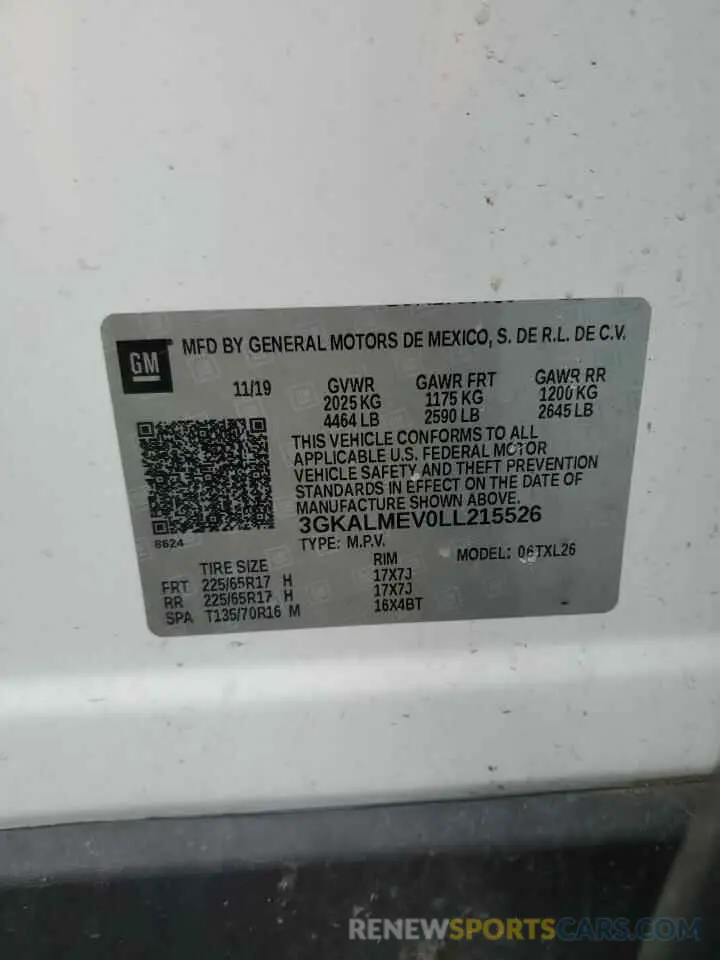 GM MFD BY GENERAL MOTORS DE MEXICO, S. DE R.L. DE C.V.
11/19 GVWR GAWR FRT GAWR RR
2025 KG 1175 KG 1200 KG
4464 LB 2590 LB 2645 LB
THIS VEHICLE CONFORMS TO ALL
APPLICABLE U.S. FEDERAL MOTOR
VEHICLE SAFETY AND THEFT PREVENTION
STANDARDS IN EFFECT ON THE DATE OF
MANUFACTURE SHOWN ABOVE.
3GKALMEV0LL215526
8624
TYPE: M.P.V. MODEL: 06TXL26
TIRE SIZE RIM
FRT 225/65R17 H 17X7J
RR 225/65R17 H 17X7J
SPA T135/70R16 M 16X4BT
RENEWSPORTSCARS.COM